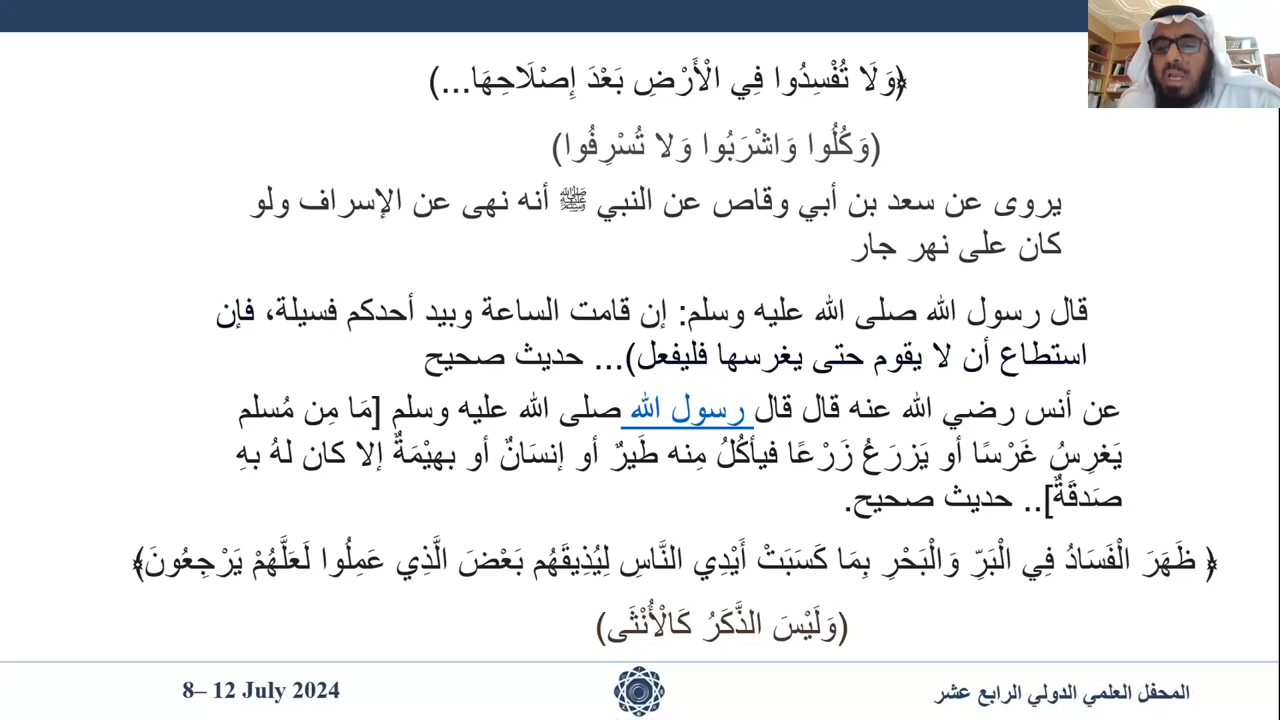 ﴿وَلَا تُفْسِدُوا فِي الْأَرْضِ بَعْدَ إِصْلَاحِهَا...)
(وَكُلُوا وَاشْرَبُوا وَلا تُسْرِفُوا)
يروى عن سعد بن أبي وقاص عن النبي ﷺ أنه نهى عن الإسراف ولو
كان على نهر جار
قال رسول الله صلى الله عليه وسلم: إن قامت الساعة وبيد أحدكم فسيلة، فإن
استطاع أن لا يقوم حتى يغرسها فليفعل)... حديث صحيح
عن أنس رضي الله عنه قال قال رسول الله صلى الله عليه وسلم [مَا مِن مُسلم
يَغرِسُ غَرْسًا أو يَزرَعُ زَرْعًا فيأكُلُ مِنه طَيرٌ أو إنسَانٌ أو بهيْمَةٌ إلا كان لهُ بهِ
صَدقَةٌ].. حديث صحيح.
﴿ ظَهَرَ الْفَسَادُ فِي الْبَرِّ وَالْبَحْرِ بِمَا كَسَبَتْ أَيْدِي النَّاسِ لِيُذِيقَهُم بَعْضَ الَّذِي عَمِلُوا لَعَلَّهُمْ يَرْجِعُونَ﴾
(وَلَيْسَ الذَّكَرُ كَالْأُنْثَى)
المحفل العلمي الدولي الرابع عشر
8– 12 July 2024